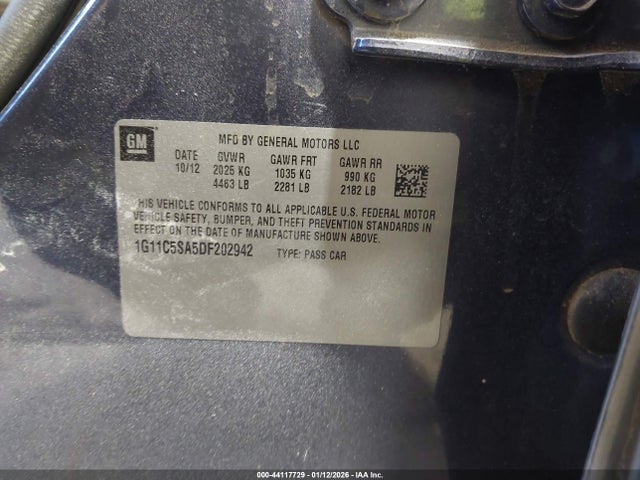 GM
MFD BY GENERAL MOTORS LLC
DATE GVWR GAWR FRT GAWR RR
10/12 2025 KG 1035 KG 990 KG
4463 LB 2281 LB 2182 LB
THIS VEHICLE CONFORMS TO ALL APPLICABLE U.S. FEDERAL MOTOR
VEHICLE SAFETY, BUMPER, AND THEFT PREVENTION STANDARDS IN
EFFECT ON THE DATE OF MANUFACTURE SHOWN ABOVE.
1G11C5SA5DF202942 TYPE: PASS CAR
000-44117729 - 01/12/2026 - IAA Inc.